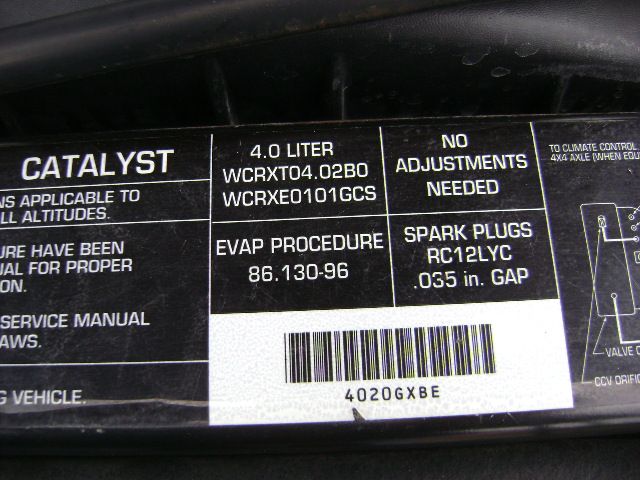 CATALYST
NS APPLICABLE TO
LL ALTITUDES.
URE HAVE BEEN
UAL FOR PROPER
ION.
SERVICE MANUAL
AWS.
G VEHICLE.
4.0 LITER
WCRXT04.02B0
WCRXE0101GCS
EVAP PROCEDURE
86.130-96
NO
ADJUSTMENTS
NEEDED
SPARK PLUGS
RC12LYC
.035 in. GAP
4020GXBE
TO CLIMATE CONTROL
4X4 AXLE (WHEN EQU
VALVE C
CCV ORIFI